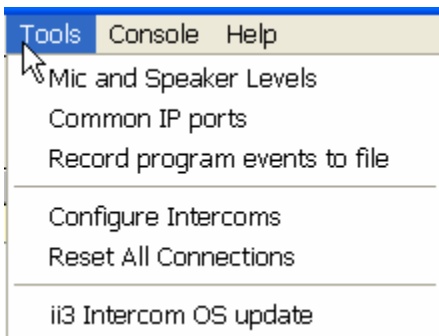 Tools Console Help
Mic and Speaker Levels
Common IP ports
Record program events to file
Configure Intercoms
Reset All Connections
ii3 Intercom OS update